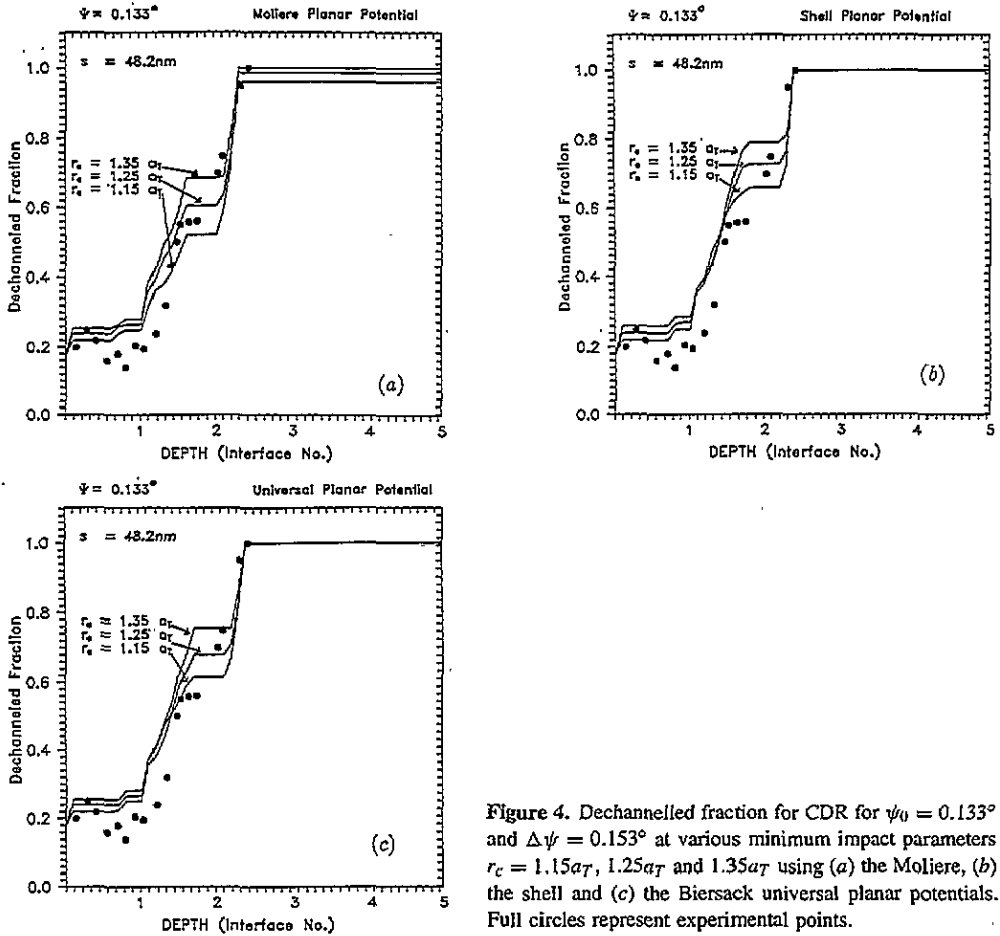 Ψ= 0.133°
Moliere Planar Potential
s = 48.2nm
r_c = 1.35 a_T
r_c = 1.25 a_T
r_c = 1.15 a_T
Dechanneled Fraction
1.0
0.8
0.6
0.4
0.2
0.0
1
2
3
4
5
DEPTH (Interface No.)
(a)
Ψ= 0.133°
Shell Planar Potential
s = 48.2nm
r_c = 1.35 a_T
r_c = 1.25 a_T
r_c = 1.15 a_T
Dechanneled Fraction
1.0
0.8
0.6
0.4
0.2
0.0
1
2
3
4
5
DEPTH (Interface No.)
(b)
Ψ= 0.133°
Universal Planar Potential
s = 48.2nm
r_c = 1.35 a_T
r_c = 1.25 a_T
r_c = 1.15 a_T
Dechanneled Fraction
1.0
0.8
0.6
0.4
0.2
0.0
1
2
3
4
5
DEPTH (Interface No.)
(c)
Figure 4. Dechannelled fraction for CDR for ψ₀ = 0.133°
and Δψ = 0.153° at various minimum impact parameters
r_c = 1.15a_T, 1.25a_T and 1.35a_T using (a) the Moliere, (b)
the shell and (c) the Biersack universal planar potentials.
Full circles represent experimental points.